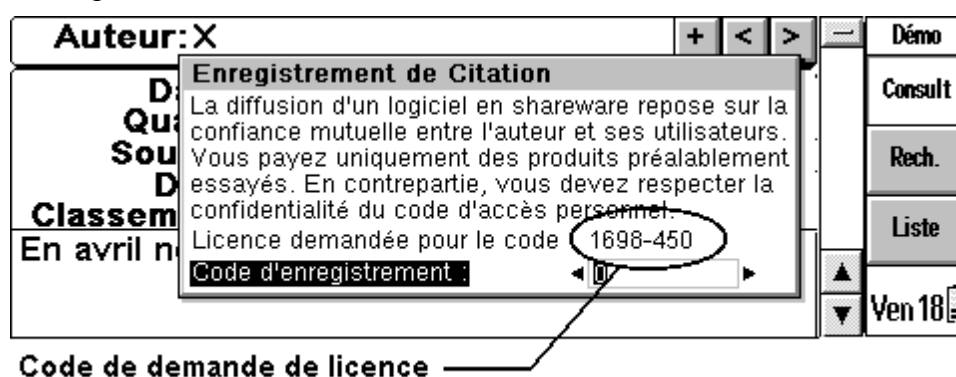 Auteur:X + < > Démo
Enregistrement de Citation
La diffusion d'un logiciel en shareware repose sur la
confiance mutuelle entre l'auteur et ses utilisateurs.
Vous payez uniquement des produits préalablement
essayés. En contrepartie, vous devez respecter la
confidentialité du code d'accès personnel.
Licence demandée pour le code 1698-450
Code d'enregistrement : 0
D
Qua
Sou
D
Classem
En avril n
Consult
Rech.
Liste
Ven 18
Code de demande de licence